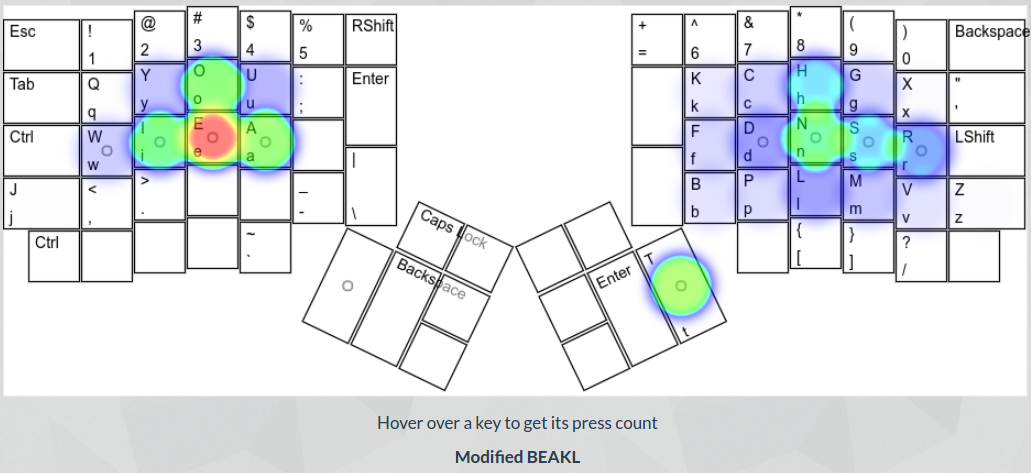 Esc ! @ # $ % RShift
1 2 3 4 5
Tab Q Y O U : Enter
q y o u ;
Ctrl W I E A
w i e a
J < > _ |
j , . - \
Ctrl ~
`
Caps Lock
Backspace
+ ^ & * ( ) Backspace
= 6 7 8 9 0
K C H G X "
k c h g x '
F D N S R LShift
f d n s r
B P L M V Z
b p l m v z
{ } ?
[ ] /
Enter T
t
Hover over a key to get its press count
Modified BEAKL